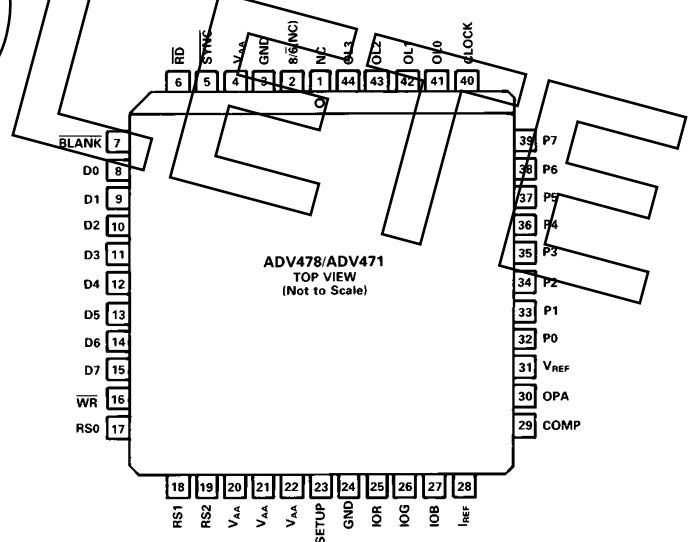 RD SYNC VAA GND 8/6(NC) NC OL3 OL2 OL1 OL0 CLOCK
6 5 4 3 2 1 44 43 42 41 40
BLANK 7
D0 8
D1 9
D2 10
D3 11
D4 12
D5 13
D6 14
D7 15
WR 16
RS0 17
ADV478/ADV471
TOP VIEW
(Not to Scale)
39 P7
38 P6
37 P5
36 P4
35 P3
34 P2
33 P1
32 P0
31 VREF
30 OPA
29 COMP
18 19 20 21 22 23 24 25 26 27 28
RS1 RS2 VAA VAA VAA SETUP GND IOR IOG IOB IREF
LETE